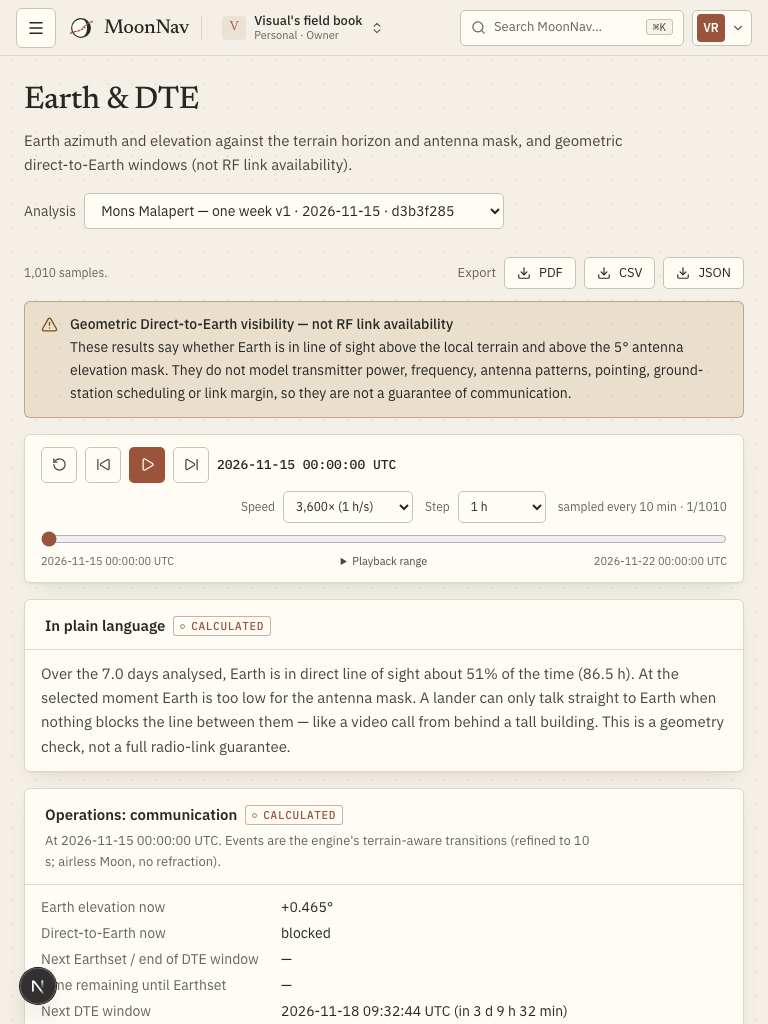 MoonNav
V
Visual's field book
Personal · Owner
Search MoonNav...
⌘K
VR
Earth & DTE
Earth azimuth and elevation against the terrain horizon and antenna mask, and geometric
direct-to-Earth windows (not RF link availability).
Analysis
Mons Malapert — one week v1 · 2026-11-15 · d3b3f285
1,010 samples.
Export
PDF
CSV
JSON
Geometric Direct-to-Earth visibility — not RF link availability
These results say whether Earth is in line of sight above the local terrain and above the 5° antenna
elevation mask. They do not model transmitter power, frequency, antenna patterns, pointing, ground-
station scheduling or link margin, so they are not a guarantee of communication.
2026-11-15 00:00:00 UTC
Speed
3,600× (1 h/s)
Step
1 h
sampled every 10 min · 1/1010
2026-11-15 00:00:00 UTC
Playback range
2026-11-22 00:00:00 UTC
In plain language
CALCULATED
Over the 7.0 days analysed, Earth is in direct line of sight about 51% of the time (86.5 h). At the
selected moment Earth is too low for the antenna mask. A lander can only talk straight to Earth when
nothing blocks the line between them — like a video call from behind a tall building. This is a geometry
check, not a full radio-link guarantee.
Operations: communication
CALCULATED
At 2026-11-15 00:00:00 UTC. Events are the engine's terrain-aware transitions (refined to 10
s; airless Moon, no refraction).
Earth elevation now
+0.465°
Direct-to-Earth now
blocked
Next Earthset / end of DTE window
—
remaining until Earthset
—
N
Next DTE window
2026-11-18 09:32:44 UTC (in 3 d 9 h 32 min)